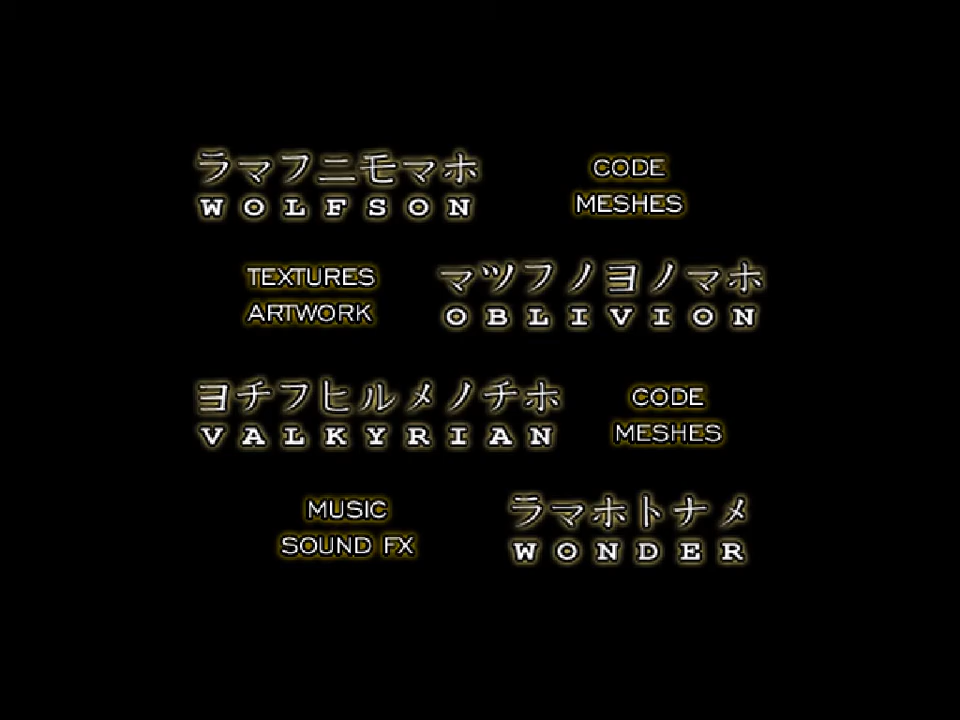 ラマフニモマホ
WOLFSON
CODE
MESHES
TEXTURES
ARTWORK
マツフノヨノマホ
OBLIVION
ヨチフヒルメノチホ
VALKYRIAN
CODE
MESHES
MUSIC
SOUND FX
ラマホトナメ
WONDER